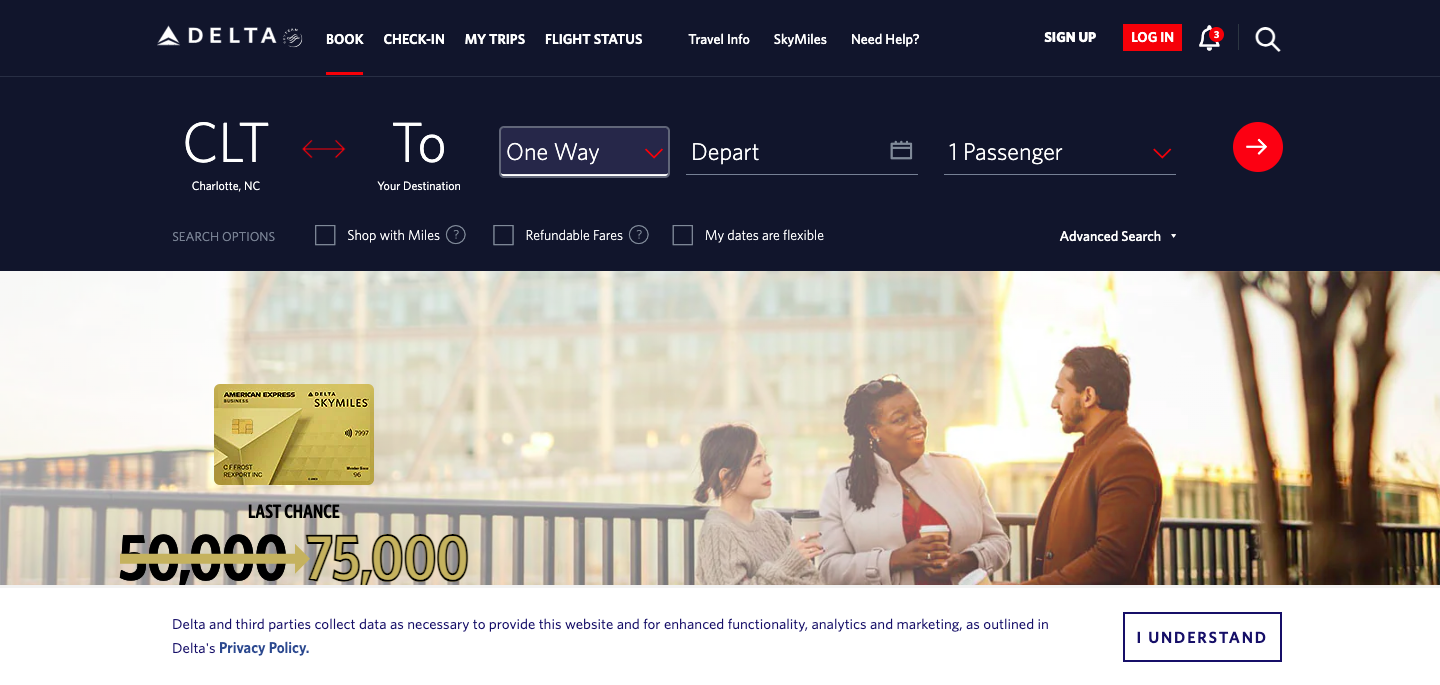 DELTA
BOOK
CHECK-IN
MY TRIPS
FLIGHT STATUS
Travel Info
SkyMiles
Need Help?
SIGN UP
LOG IN
3
CLT
Charlotte, NC
To
Your Destination
One Way
Depart
1 Passenger
SEARCH OPTIONS
Shop with Miles ?
Refundable Fares ?
My dates are flexible
Advanced Search
AMERICAN EXPRESS
BUSINESS
DELTA
SKYMILES
7997
C F FROST
REXPORT INC
96
LAST CHANCE
50,000 75,000
Delta and third parties collect data as necessary to provide this website and for enhanced functionality, analytics and marketing, as outlined in
Delta's Privacy Policy.
I UNDERSTAND